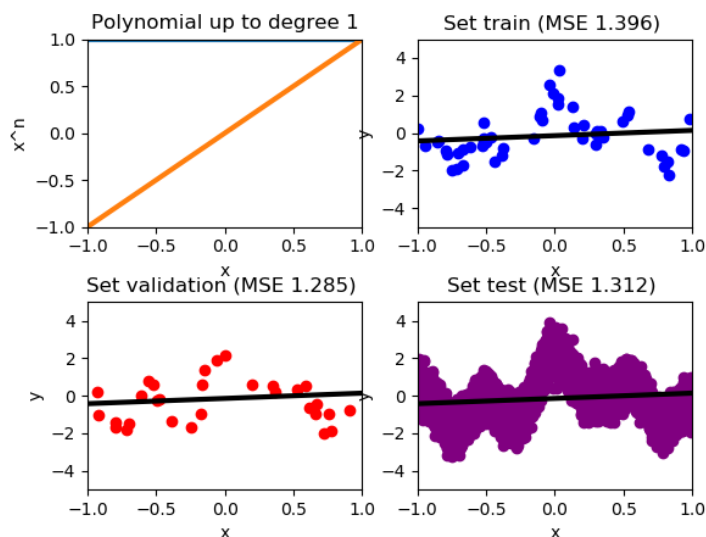 Polynomial up to degree 1
1.0
0.5
0.0
−0.5
−1.0
x^n
−1.0 −0.5 0.0 0.5 1.0
x
Set train (MSE 1.396)
4
2
0
−2
−4
y
−1.0 −0.5 0.0 0.5 1.0
x
Set validation (MSE 1.285)
4
2
0
−2
−4
y
−1.0 −0.5 0.0 0.5 1.0
x
Set test (MSE 1.312)
4
2
0
−2
−4
y
−1.0 −0.5 0.0 0.5 1.0
x